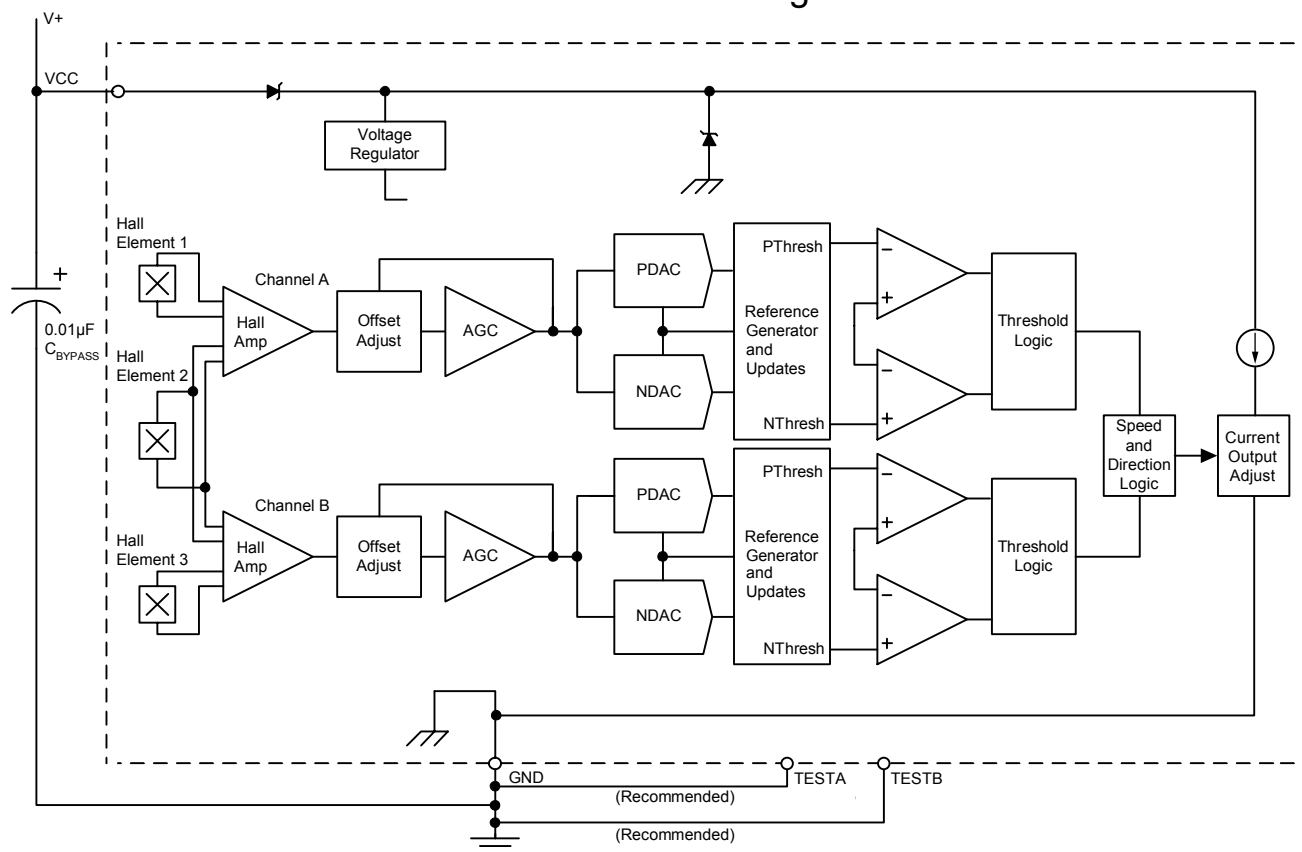 g
V+
VCC
Voltage
Regulator
Hall
Element 1
Channel A
Hall
Amp
Offset
Adjust
AGC
PDAC
NDAC
PThresh
Reference
Generator
and
Updates
NThresh
−
+
−
+
Threshold
Logic
+
0.01µF
CBYPASS
Hall
Element 2
Speed
and
Direction
Logic
Current
Output
Adjust
Hall
Element 3
Channel B
Hall
Amp
Offset
Adjust
AGC
PDAC
NDAC
PThresh
Reference
Generator
and
Updates
NThresh
−
+
−
+
Threshold
Logic
GND
TESTA
TESTB
(Recommended)
(Recommended)